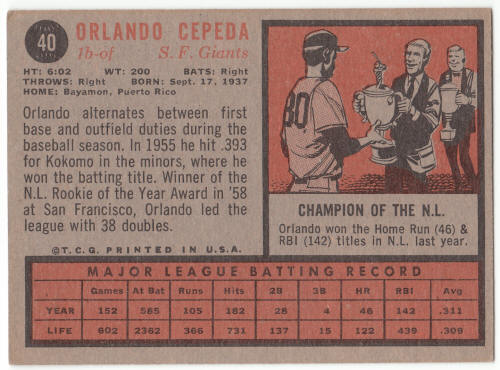 40
ORLANDO CEPEDA
1b-of S. F. Giants
HT: 6:02 WT: 200 BATS: Right
THROWS: Right BORN: Sept. 17, 1937
HOME: Bayamon, Puerto Rico
Orlando alternates between first
base and outfield duties during the
baseball season. In 1955 he hit .393
for Kokomo in the minors, where he
won the batting title. Winner of the
N.L. Rookie of the Year Award in '58
at San Francisco, Orlando led the
league with 38 doubles.
©T.C.G. PRINTED IN U.S.A.
30
CHAMPION OF THE N.L.
Orlando won the Home Run (46) &
RBI (142) titles in N.L. last year.
MAJOR LEAGUE BATTING RECORD
Games At Bat Runs Hits 2B 3B HR RBI Avg
YEAR 152 585 105 182 28 4 46 142 .311
LIFE 602 2362 366 731 137 15 122 439 .309